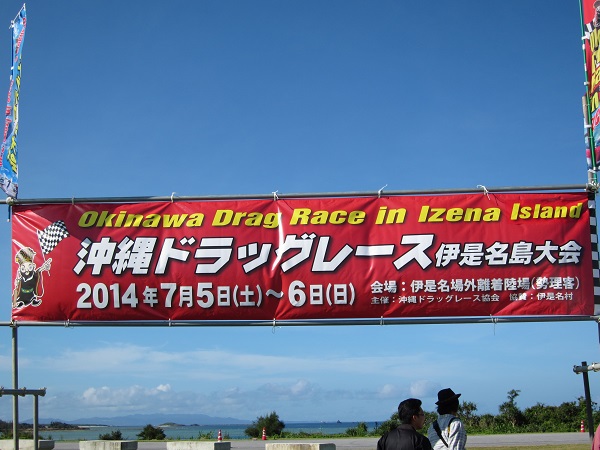 Okinawa Drag Race in Izena Island
沖縄ドラッグレース 伊是名島大会
2014年7月5日(土)～6日(日)
会場：伊是名場外離着陸場(勢理客)
主催：沖縄ドラッグレース協会 協賛：伊是名村